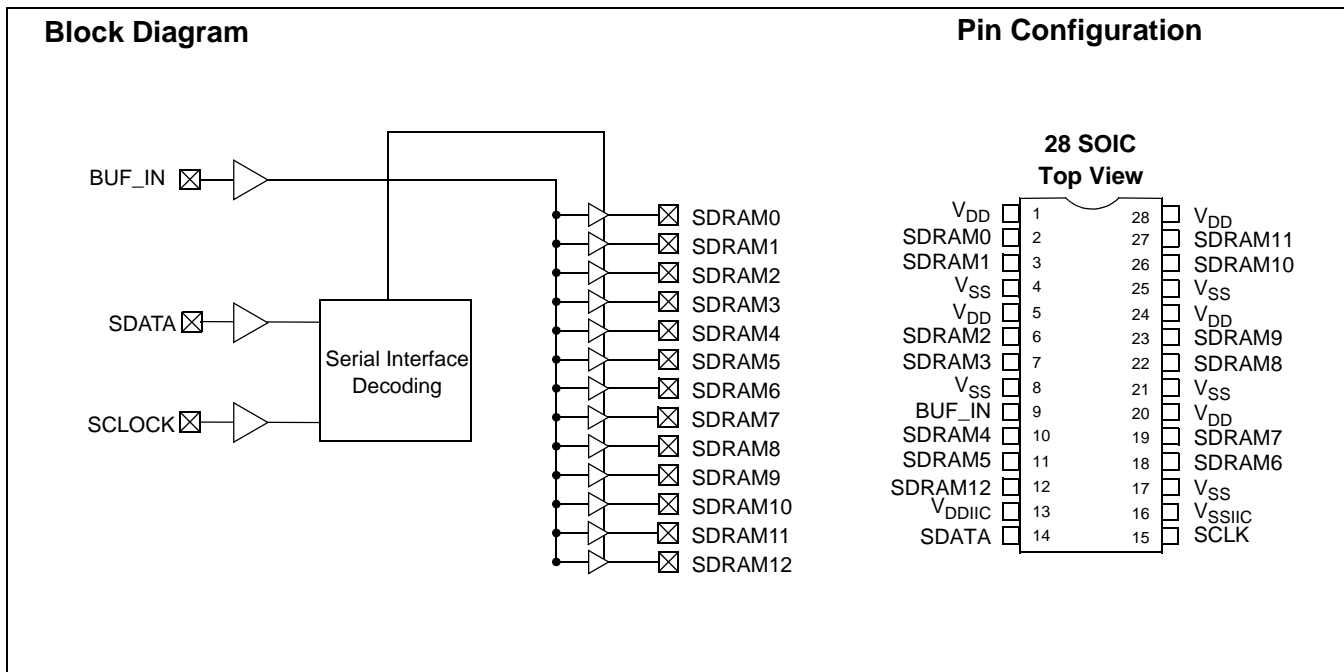 Block Diagram
BUF_IN
SDATA
SCLOCK
Serial Interface
Decoding
SDRAM0
SDRAM1
SDRAM2
SDRAM3
SDRAM4
SDRAM5
SDRAM6
SDRAM7
SDRAM8
SDRAM9
SDRAM10
SDRAM11
SDRAM12
Pin Configuration
28 SOIC
Top View
VDD 1 28 VDD
SDRAM0 2 27 SDRAM11
SDRAM1 3 26 SDRAM10
VSS 4 25 VSS
VDD 5 24 VDD
SDRAM2 6 23 SDRAM9
SDRAM3 7 22 SDRAM8
VSS 8 21 VSS
BUF_IN 9 20 VDD
SDRAM4 10 19 SDRAM7
SDRAM5 11 18 SDRAM6
SDRAM12 12 17 VSS
VDDIIC 13 16 VSSIIC
SDATA 14 15 SCLK